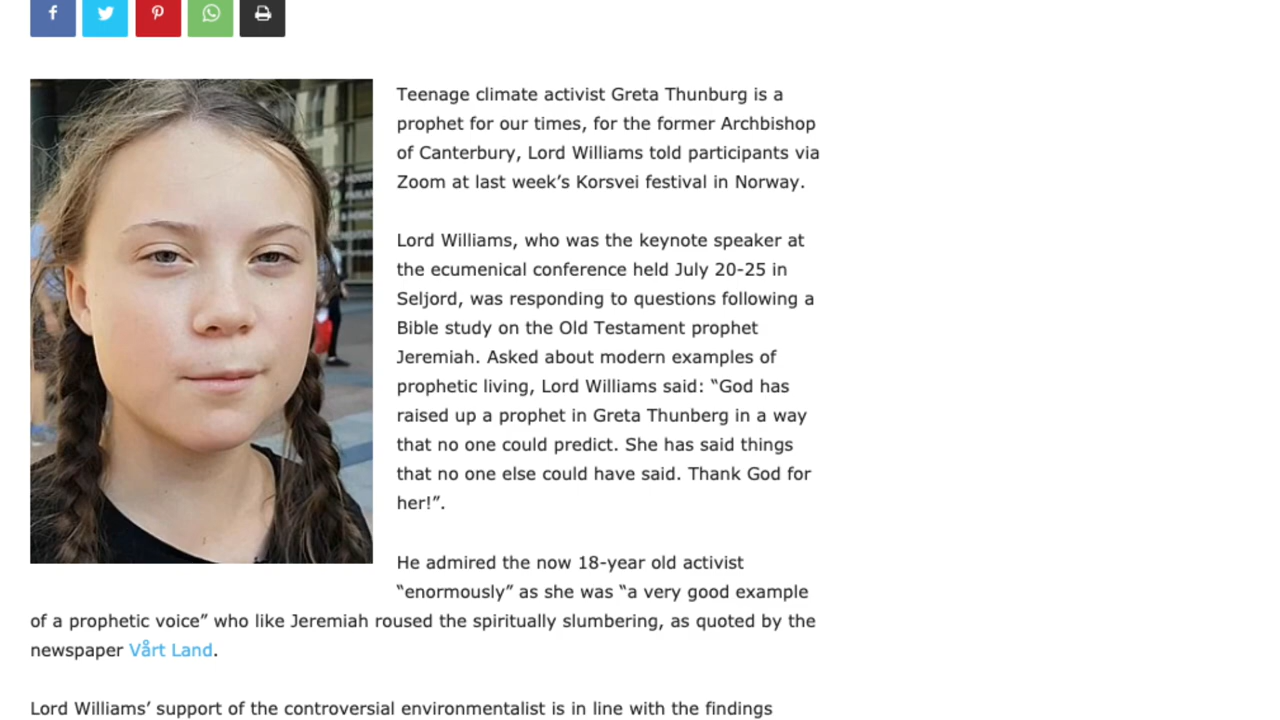 Teenage climate activist Greta Thunburg is a
prophet for our times, for the former Archbishop
of Canterbury, Lord Williams told participants via
Zoom at last week’s Korsvei festival in Norway.
Lord Williams, who was the keynote speaker at
the ecumenical conference held July 20-25 in
Seljord, was responding to questions following a
Bible study on the Old Testament prophet
Jeremiah. Asked about modern examples of
prophetic living, Lord Williams said: “God has
raised up a prophet in Greta Thunberg in a way
that no one could predict. She has said things
that no one else could have said. Thank God for
her!”.
He admired the now 18-year old activist
“enormously” as she was “a very good example
of a prophetic voice” who like Jeremiah roused the spiritually slumbering, as quoted by the
newspaper Vårt Land.
Lord Williams’ support of the controversial environmentalist is in line with the findings